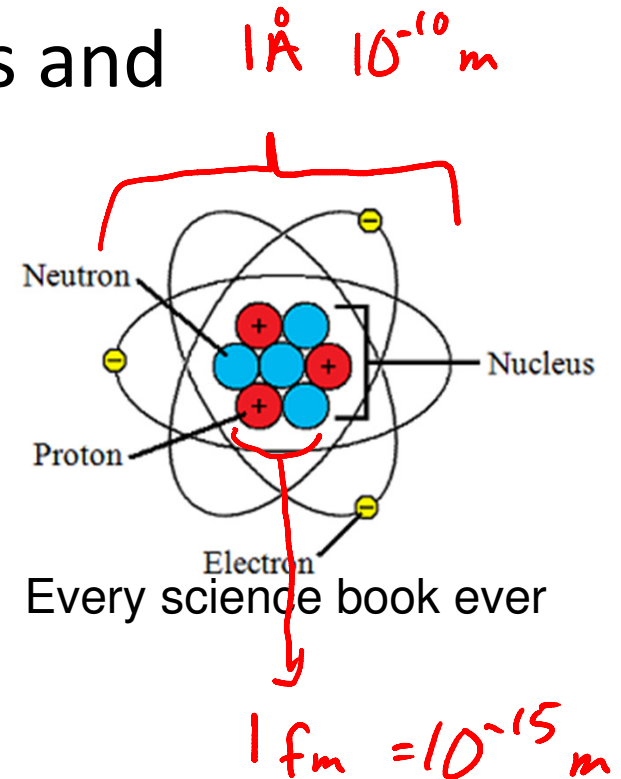 s and 1Å 10⁻¹⁰ m
−
Neutron
+
−
+
Nucleus
+
Proton
−
Electron
Every science book ever
1 fm = 10⁻¹⁵ m